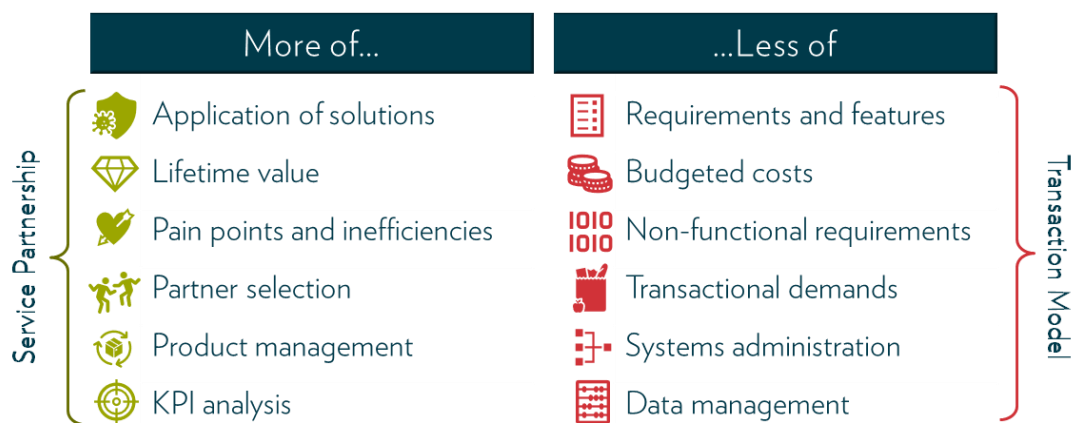 More of...
...Less of
Service Partnership
Application of solutions
Lifetime value
Pain points and inefficiencies
Partner selection
Product management
KPI analysis
Requirements and features
Budgeted costs
1010
1010
Non-functional requirements
Transactional demands
Systems administration
Data management
Transaction Model